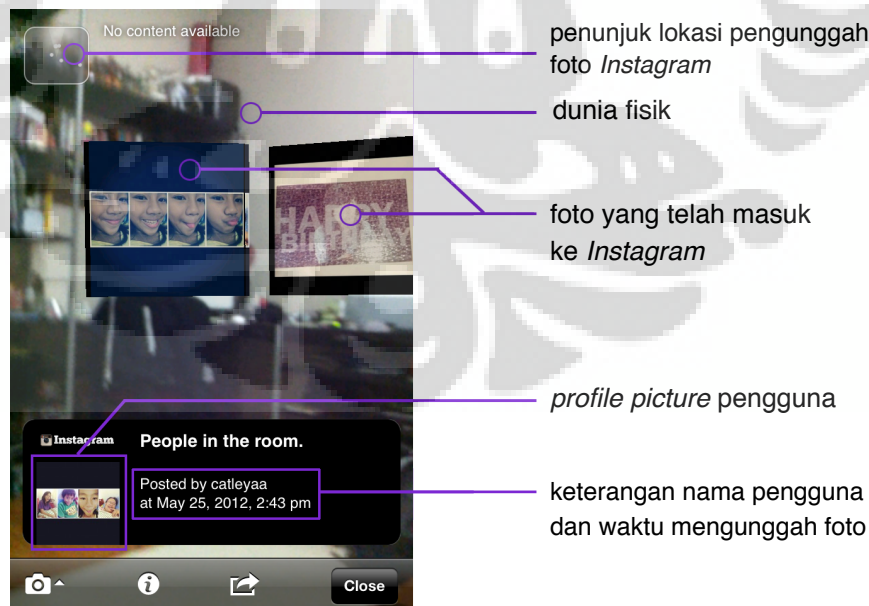 No content available
penunjuk lokasi pengunggah
foto Instagram
dunia fisik
HAPPY
BIRTHDAY
foto yang telah masuk
ke Instagram
profile picture pengguna
Instagram
People in the room.
Posted by catleyaa
at May 25, 2012, 2:43 pm
keterangan nama pengguna
dan waktu mengunggah foto
Close